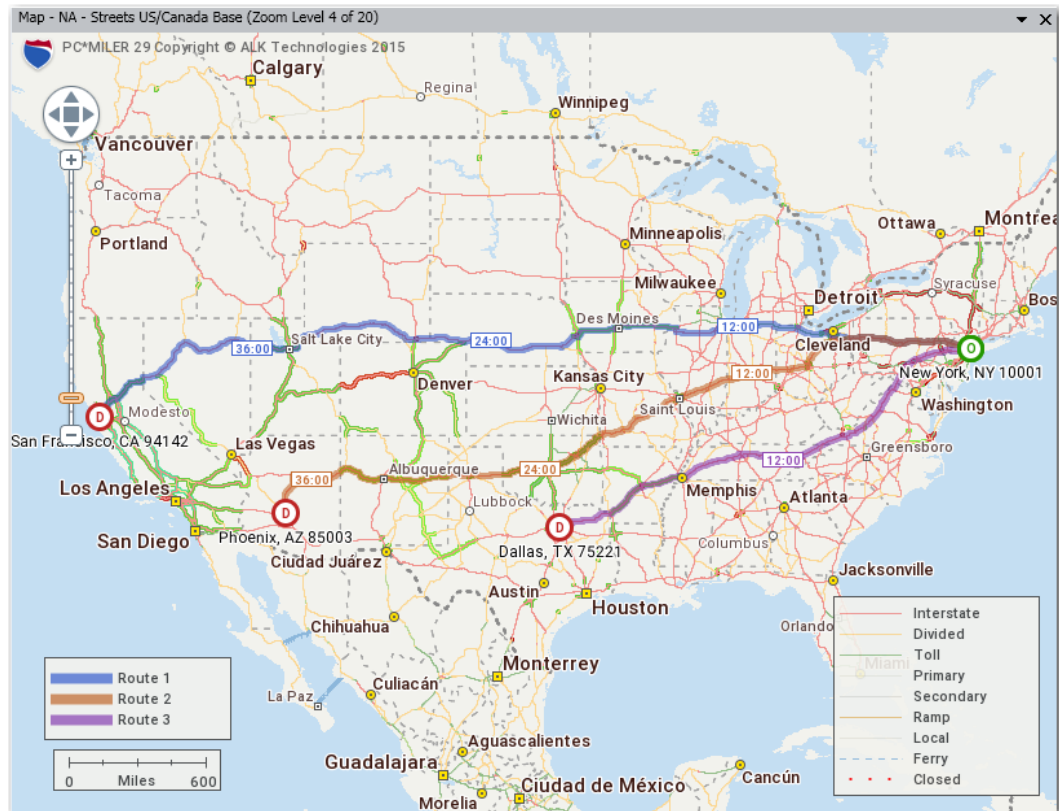 Map - NA - Streets US/Canada Base (Zoom Level 4 of 20)
PC*MILER 29 Copyright © ALK Technologies 2015
Calgary
Regina
Winnipeg
Vancouver
Tacoma
Portland
Minneapolis
Ottawa
Montrea
Milwaukee
Detroit
Syracuse
Bos
Des Moines
12:00
24:00
36:00
Salt Lake City
Cleveland
O
New York, NY 10001
Denver
Kansas City
12:00
Washington
D
Modesto
Saint Louis
San Francisco, CA 94142
Las Vegas
Wichita
Greensboro
12:00
Albuquerque
24:00
36:00
Los Angeles
Lubbock
Memphis
Atlanta
D
D
San Diego
Phoenix, AZ 85003
Dallas, TX 75221
Columbus
Ciudad Juárez
Austin
Houston
Jacksonville
Chihuahua
Orlando
Miami
Monterrey
La Paz
Culiacán
Aguascalientes
Guadalajara
Ciudad de México
Cancún
Morelia
Route 1
Route 2
Route 3
0 600
Miles
Interstate
Divided
Toll
Primary
Secondary
Ramp
Local
Ferry
Closed